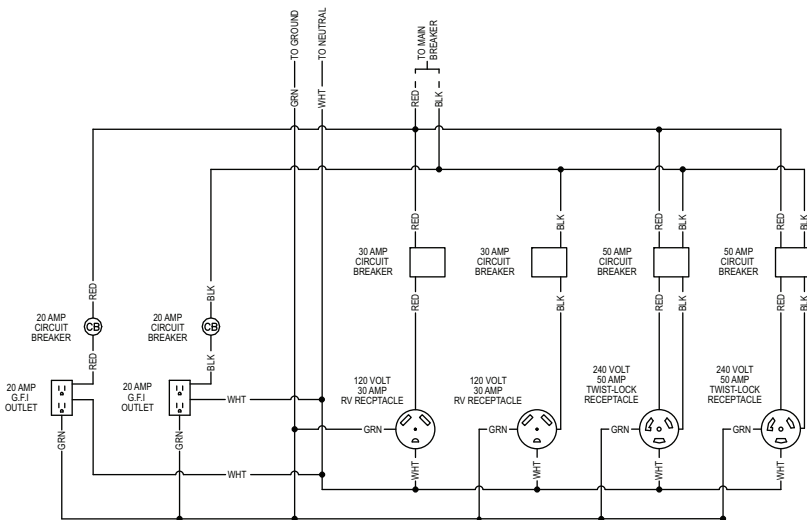 TO GROUND
TO NEUTRAL
TO MAIN
BREAKER
GRN
WHT
RED
BLK
RED
BLK
RED
BLK
RED
BLK
30 AMP
CIRCUIT
BREAKER
30 AMP
CIRCUIT
BREAKER
50 AMP
CIRCUIT
BREAKER
50 AMP
CIRCUIT
BREAKER
RED
BLK
RED
BLK
RED
BLK
RED
BLK
20 AMP
CIRCUIT
BREAKER
CB
20 AMP
CIRCUIT
BREAKER
CB
RED
BLK
20 AMP
G.F.I
OUTLET
20 AMP
G.F.I
OUTLET
120 VOLT
30 AMP
RV RECPTACLE
120 VOLT
30 AMP
RV RECEPTACLE
240 VOLT
50 AMP
TWIST-LOCK
RECEPTACLE
240 VOLT
50 AMP
TWIST-LOCK
RECEPTACLE
WHT
GRN
GRN
GRN
GRN
GRN
GRN
WHT
WHT
WHT
WHT
WHT